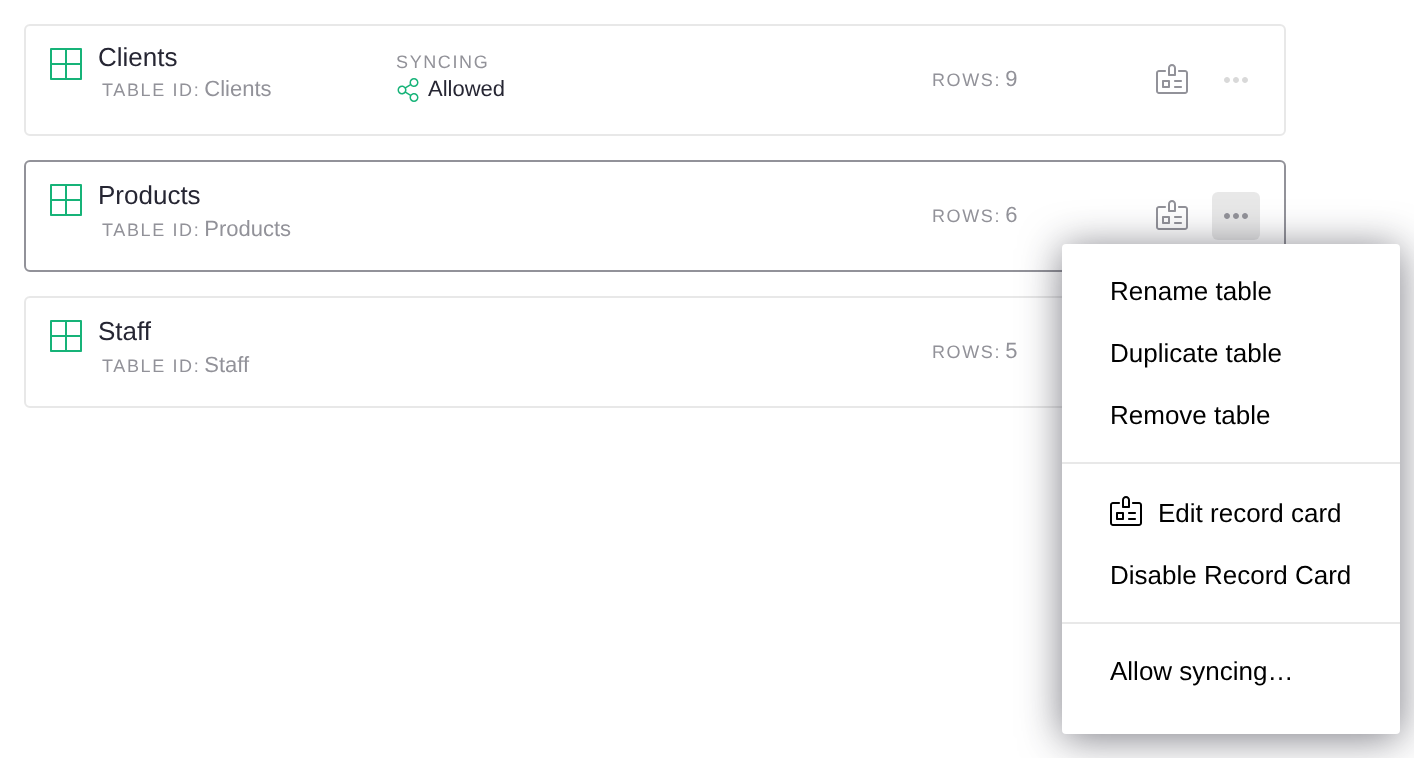 Clients
TABLE ID: Clients
SYNCING
Allowed
ROWS: 9
Products
TABLE ID: Products
ROWS: 6
Staff
TABLE ID: Staff
ROWS: 5
Rename table
Duplicate table
Remove table
Edit record card
Disable Record Card
Allow syncing…